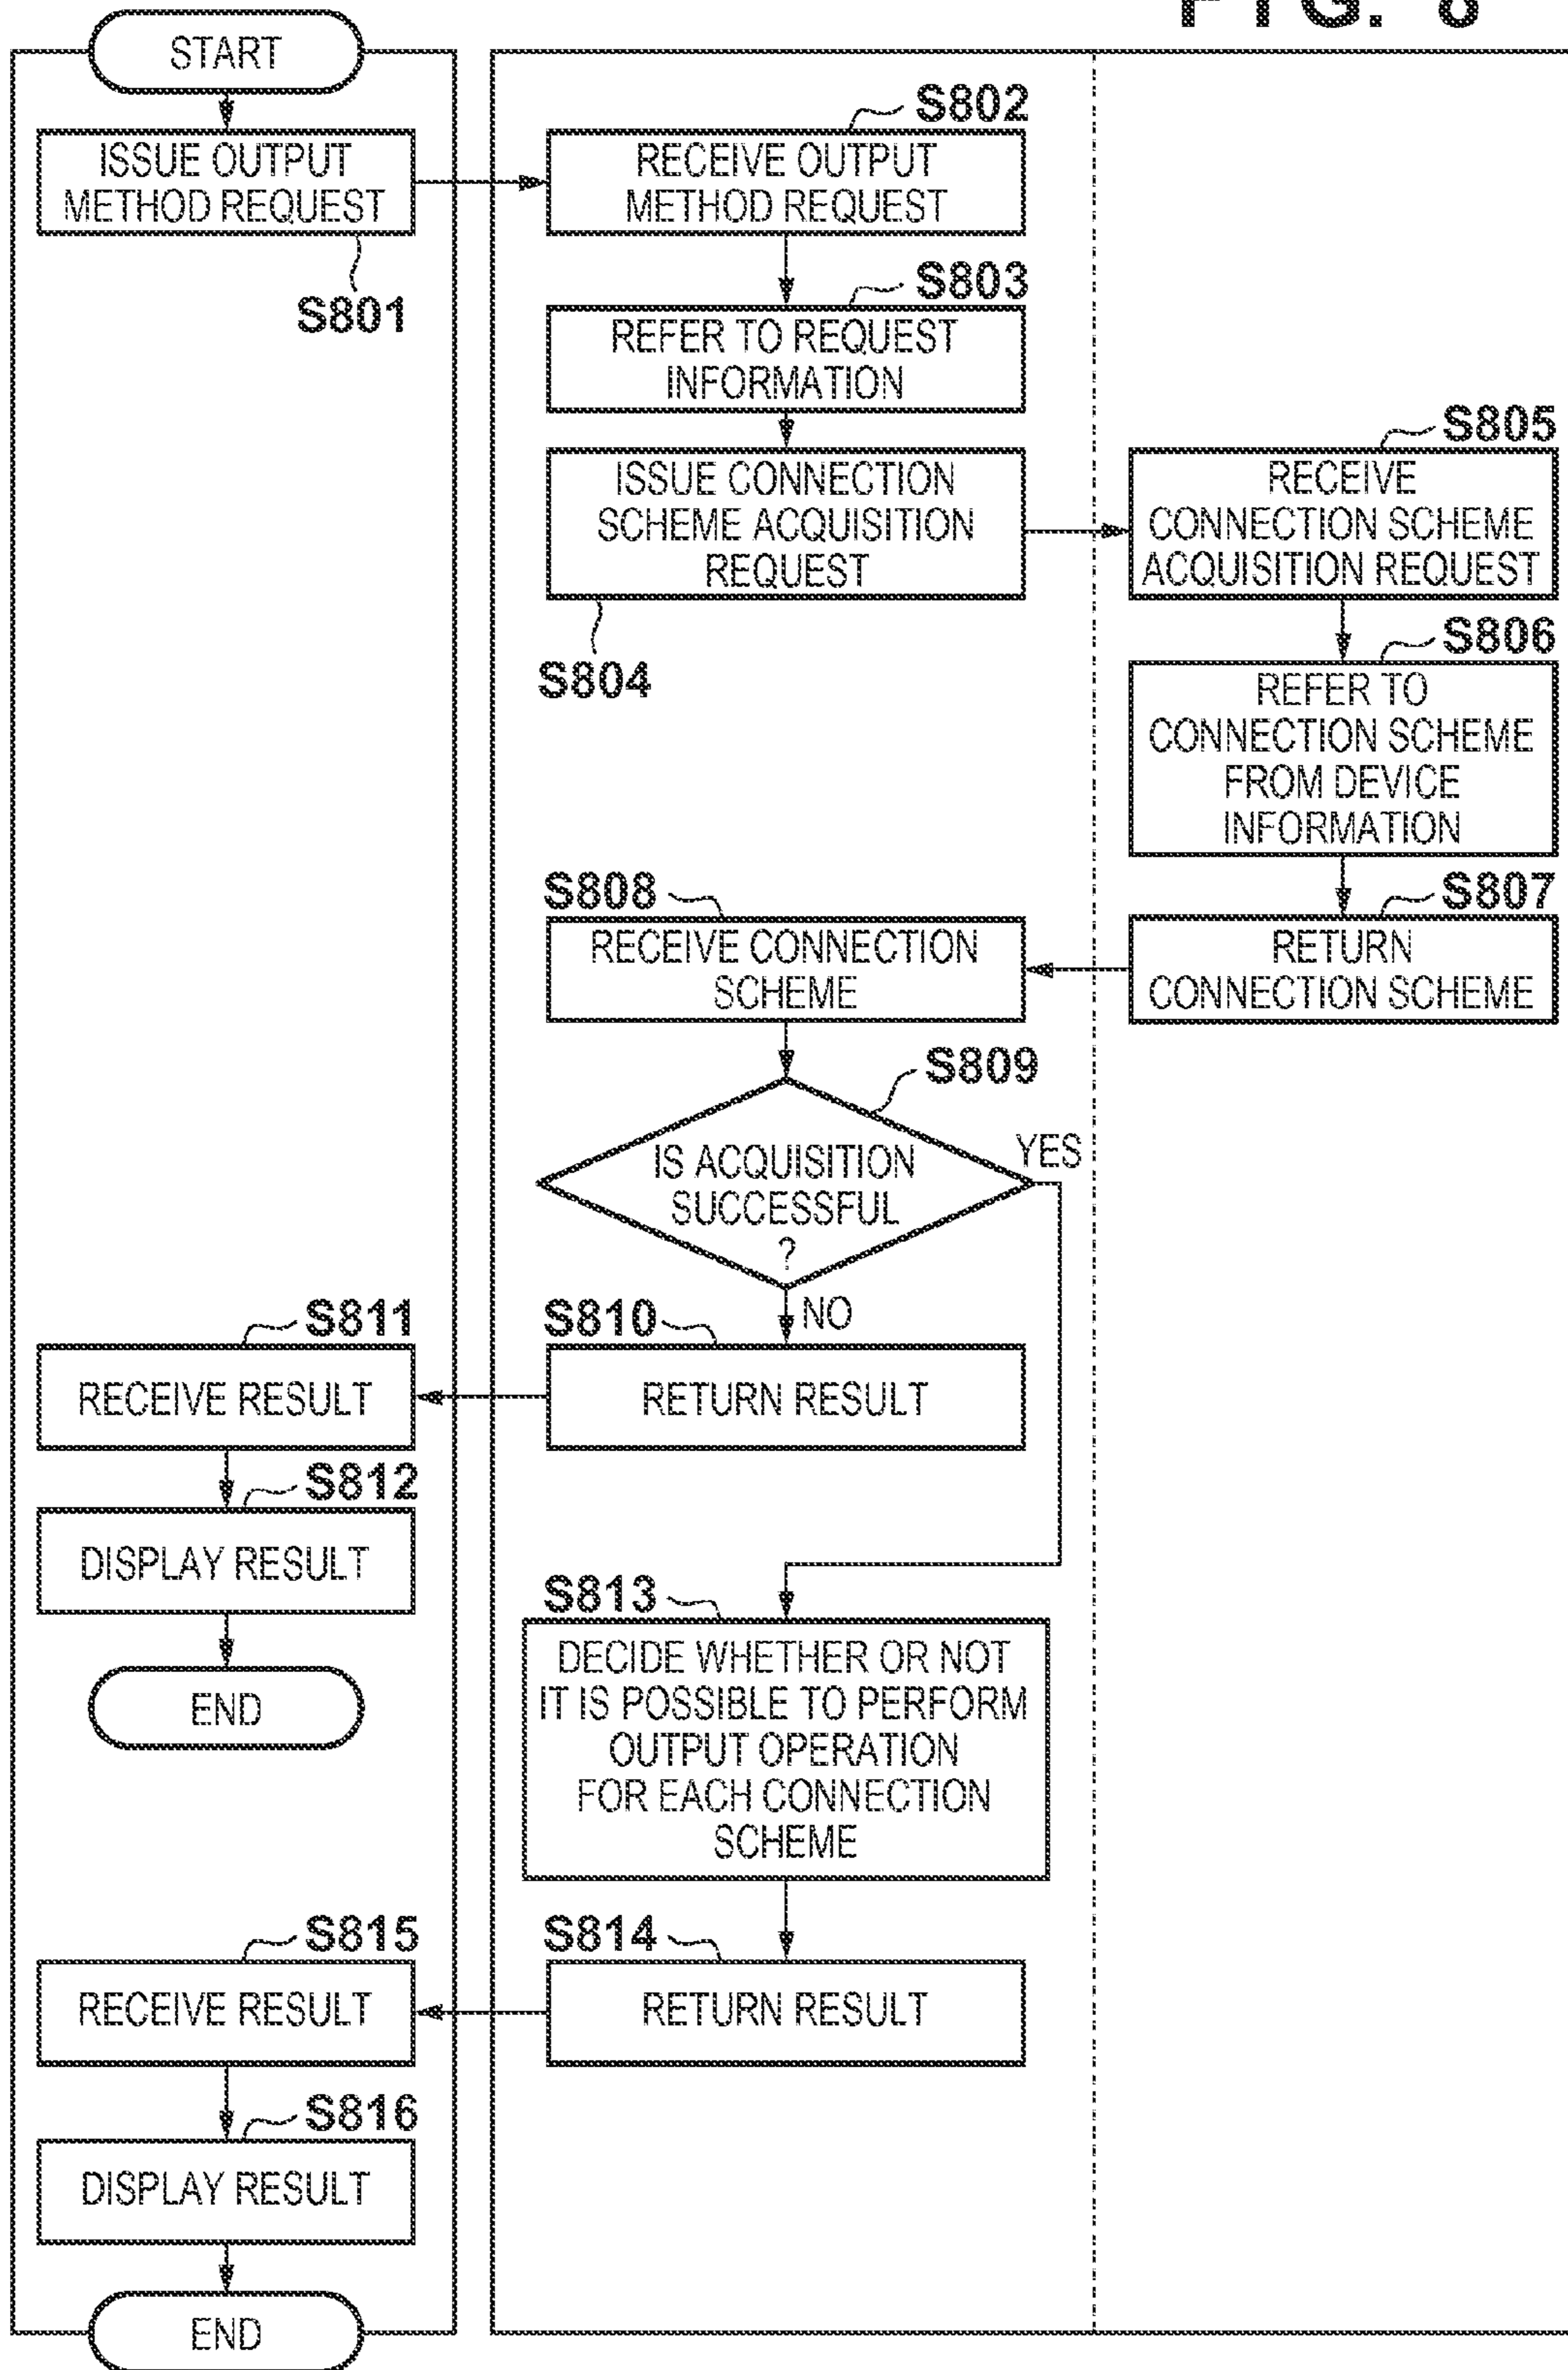 FIG. 8
START
ISSUE OUTPUT
METHOD REQUEST
S801
S802
RECEIVE OUTPUT
METHOD REQUEST
S803
REFER TO REQUEST
INFORMATION
ISSUE CONNECTION
SCHEME ACQUISITION
REQUEST
S804
S805
RECEIVE
CONNECTION SCHEME
ACQUISITION REQUEST
S806
REFER TO
CONNECTION SCHEME
FROM DEVICE
INFORMATION
S807
RETURN
CONNECTION SCHEME
S808
RECEIVE CONNECTION
SCHEME
S809
IS ACQUISITION
SUCCESSFUL
?
YES
NO
S810
RETURN RESULT
S811
RECEIVE RESULT
S812
DISPLAY RESULT
END
S813
DECIDE WHETHER OR NOT
IT IS POSSIBLE TO PERFORM
OUTPUT OPERATION
FOR EACH CONNECTION
SCHEME
S814
RETURN RESULT
S815
RECEIVE RESULT
S816
DISPLAY RESULT
END